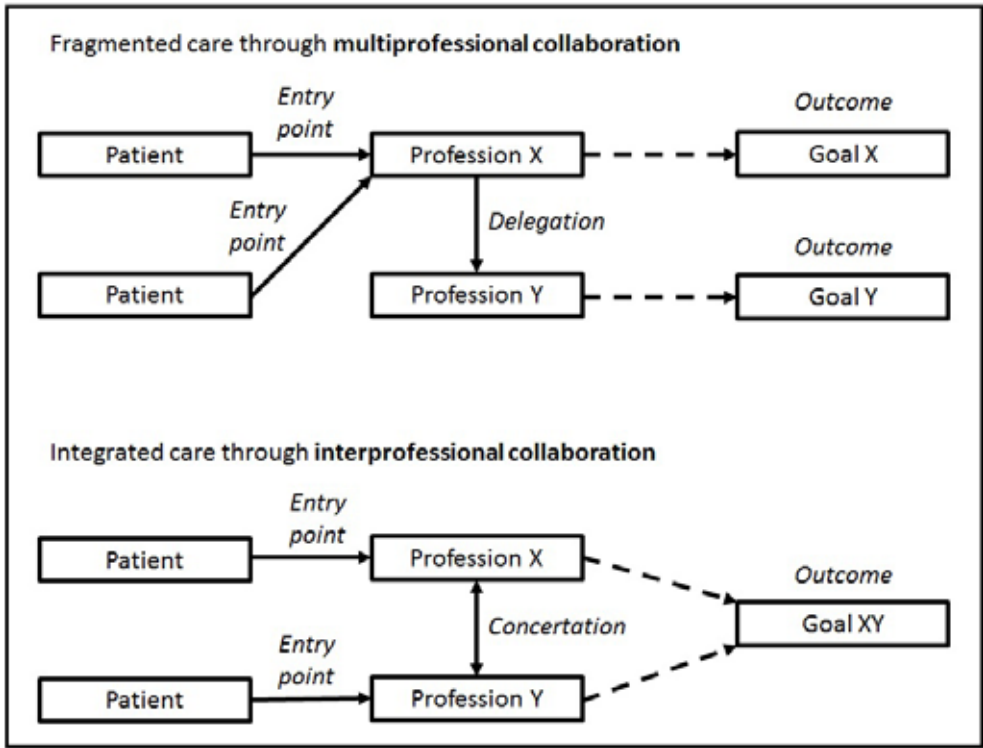 Fragmented care through multiprofessional collaboration
Entry
point
Outcome
Patient
Profession X
Goal X
Entry
point
Delegation
Outcome
Patient
Profession Y
Goal Y
Integrated care through interprofessional collaboration
Entry
point
Patient
Profession X
Outcome
Concertation
Goal XY
Entry
point
Patient
Profession Y